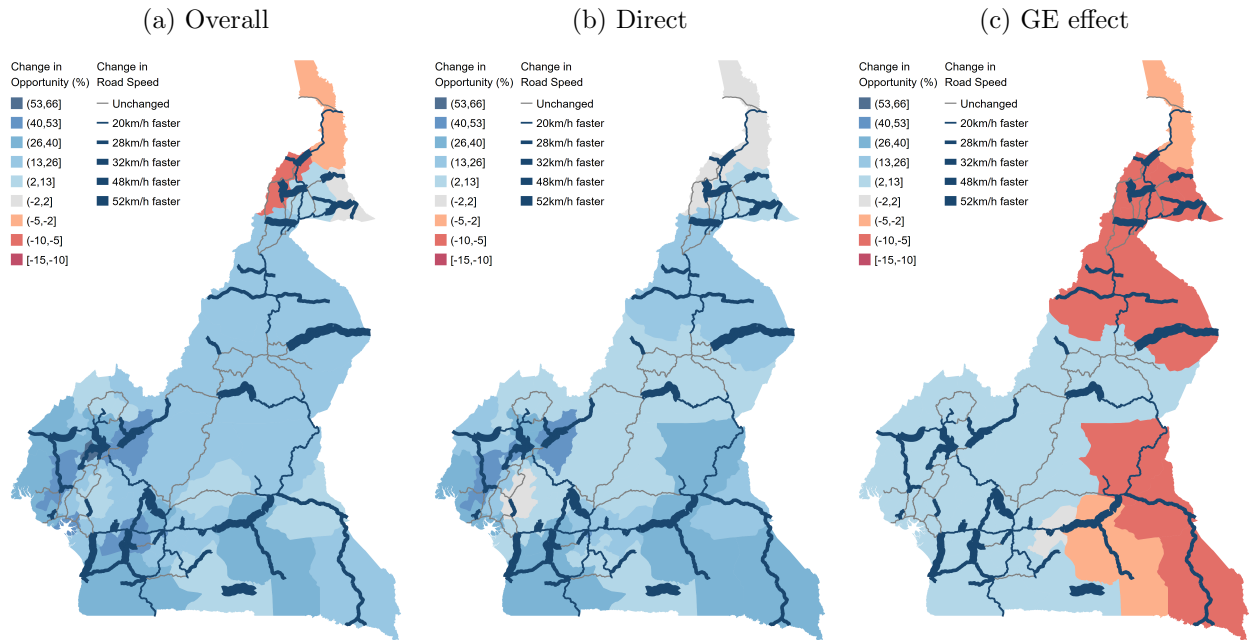 (a) Overall
(b) Direct
(c) GE effect
Change in Opportunity (%)
(53,66]
(40,53]
(26,40]
(13,26]
(2,13]
(-2,2]
(-5,-2]
(-10,-5]
[-15,-10]
Change in Road Speed
Unchanged
20km/h faster
28km/h faster
32km/h faster
48km/h faster
52km/h faster
Change in Opportunity (%)
(53,66]
(40,53]
(26,40]
(13,26]
(2,13]
(-2,2]
(-5,-2]
(-10,-5]
[-15,-10]
Change in Road Speed
Unchanged
20km/h faster
28km/h faster
32km/h faster
48km/h faster
52km/h faster
Change in Opportunity (%)
(53,66]
(40,53]
(26,40]
(13,26]
(2,13]
(-2,2]
(-5,-2]
(-10,-5]
[-15,-10]
Change in Road Speed
Unchanged
20km/h faster
28km/h faster
32km/h faster
48km/h faster
52km/h faster